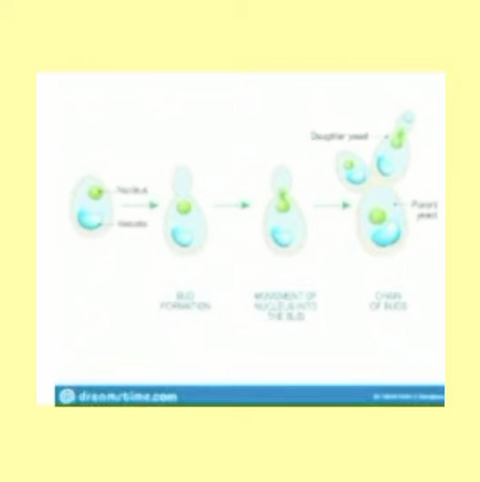 Daughter yeast
Nucleus
Vacuole
Parent
yeast
BUD
FORMATION
MOVEMENT OF
NUCLEUS INTO
THE BUD
CHAIN
OF BUDS
dreamstime.com